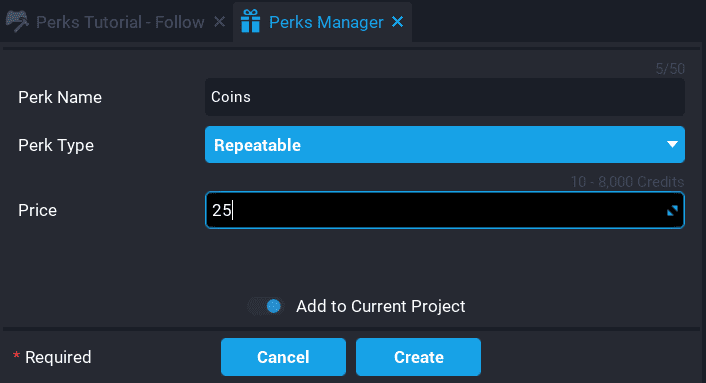 Perks Tutorial - Follow Perks Manager
5/50
Perk Name Coins
Perk Type Repeatable
10 - 8,000 Credits
Price 25
Add to Current Project
* Required Cancel Create